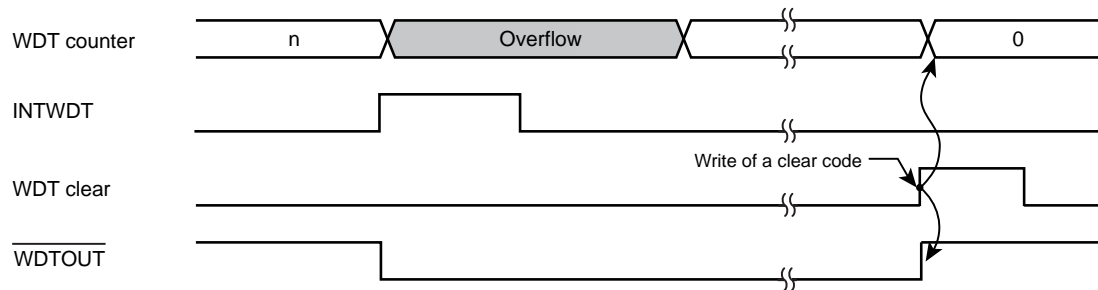 WDT counter n Overflow 0
INTWDT
Write of a clear code
WDT clear
WDTOUT